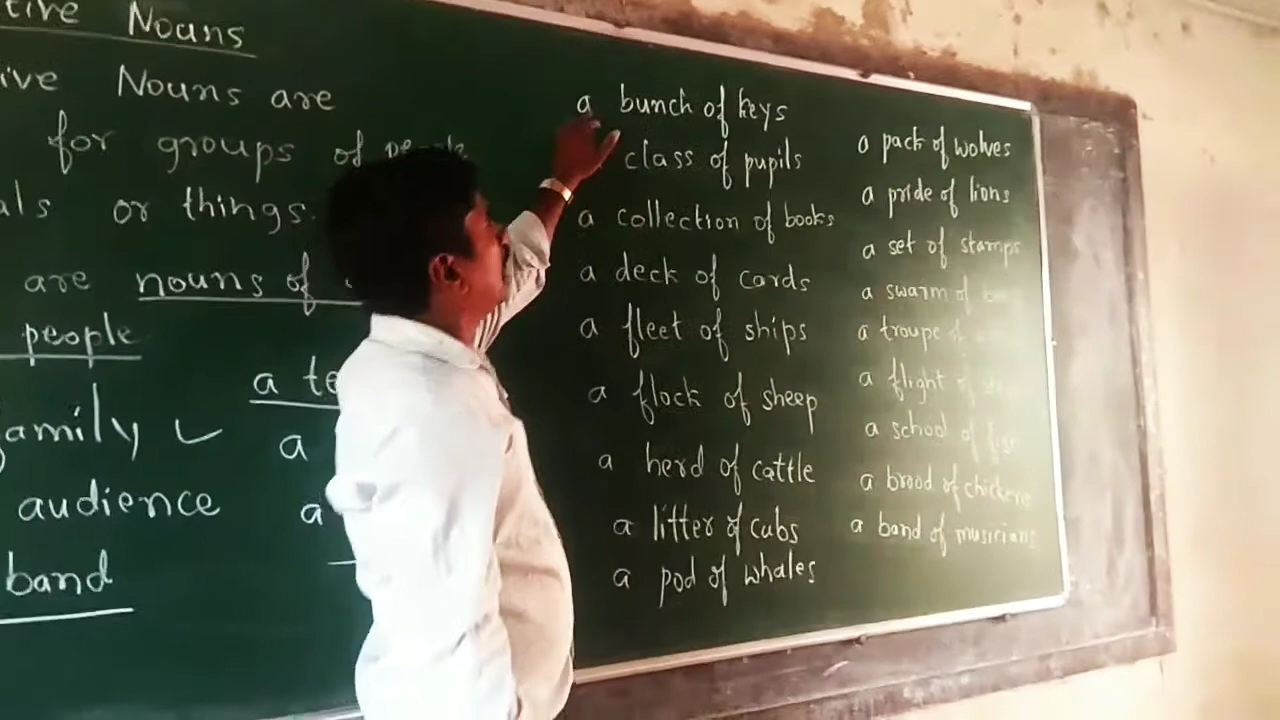 tive Nouns
ive Nouns are
for groups of people
als or things.
are nouns of
people
family ✓
audience
band
a te
a
a
a bunch of keys
class of pupils
a collection of books
a deck of cards
a fleet of ships
a flock of sheep
a herd of cattle
a litter of cubs
a pod of whales
a pack of wolves
a pride of lions
a set of stamps
a swarm of
a troupe of
a flight of
a school of fish
a brood of chickens
a band of musicians